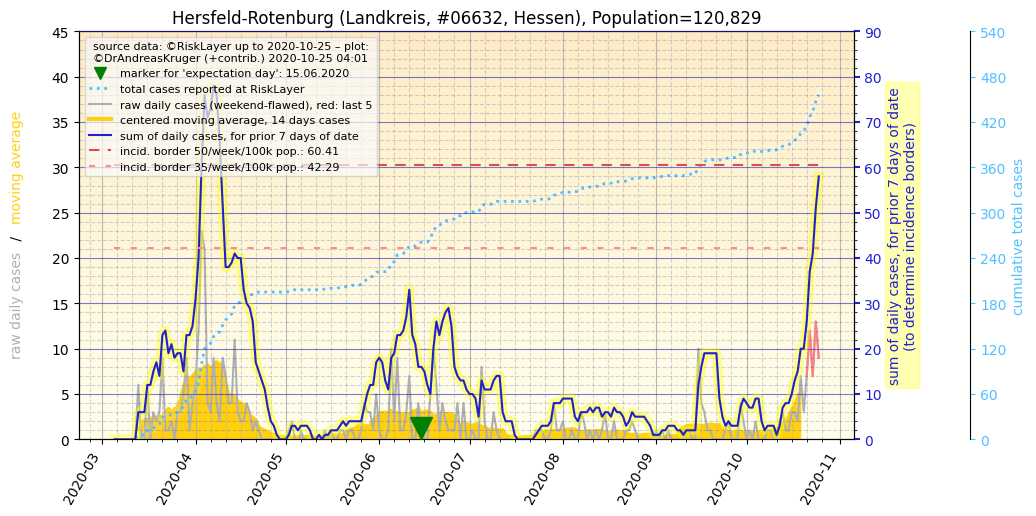 Hersfeld-Rotenburg (Landkreis, #06632, Hessen), Population=120,829
source data: ©RiskLayer up to 2020-10-25 – plot:
©DrAndreasKruger (+contrib.) 2020-10-25 04:01
marker for 'expectation day': 15.06.2020
total cases reported at RiskLayer
raw daily cases (weekend-flawed), red: last 5
centered moving average, 14 days cases
sum of daily cases, for prior 7 days of date
incid. border 50/week/100k pop.: 60.41
incid. border 35/week/100k pop.: 42.29
raw daily cases / moving average
45
40
35
30
25
20
15
10
5
0
2020-03
2020-04
2020-05
2020-06
2020-07
2020-08
2020-09
2020-10
2020-11
90
80
70
60
50
40
30
20
10
0
sum of daily cases, for prior 7 days of date
(to determine incidence borders)
540
480
420
360
300
240
180
120
60
0
cumulative total cases